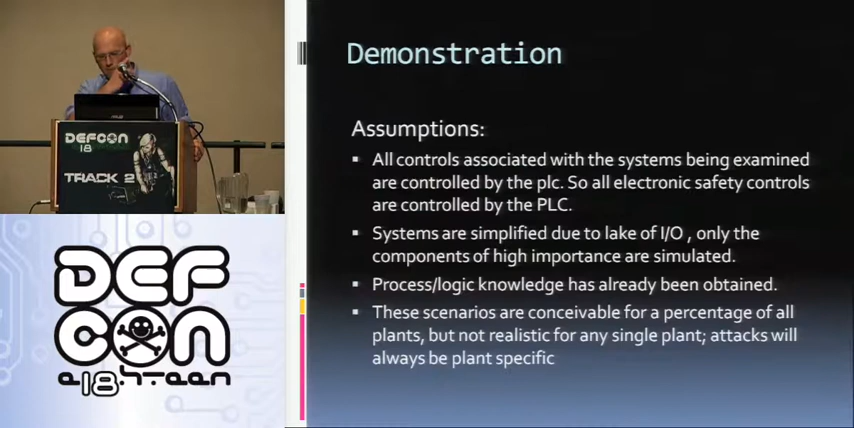 DEFCON
18
TRACK 2
DEF
CON
e18hteen
Demonstration
Assumptions:
▪ All controls associated with the systems being examined
are controlled by the plc. So all electronic safety controls
are controlled by the PLC.
▪ Systems are simplified due to lake of I/O , only the
components of high importance are simulated.
▪ Process/logic knowledge has already been obtained.
▪ These scenarios are conceivable for a percentage of all
plants, but not realistic for any single plant; attacks will
always be plant specific